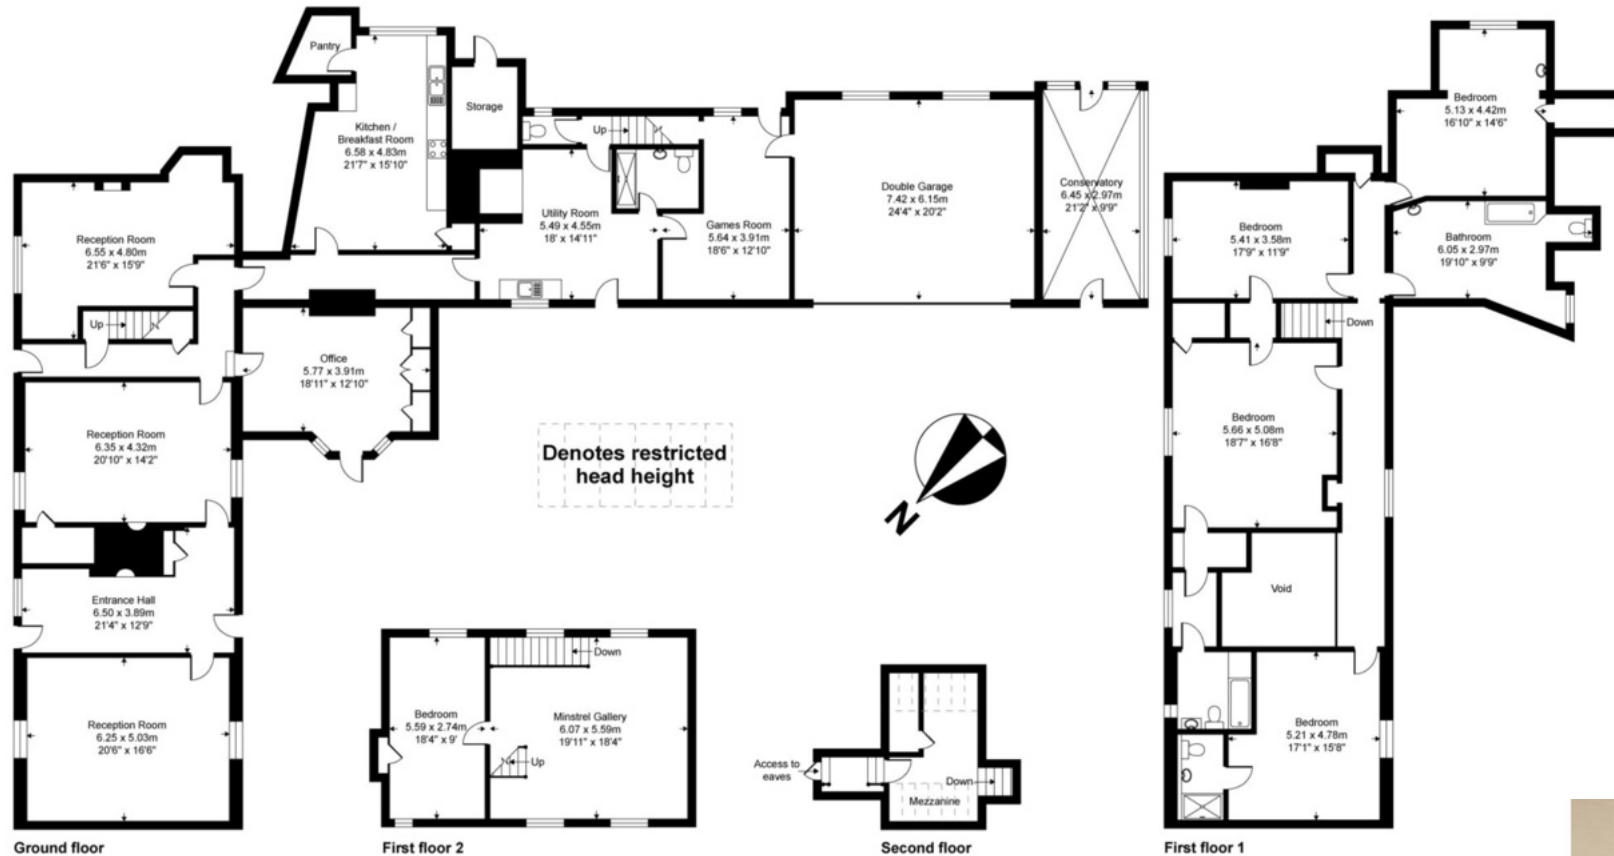 Pantry
Kitchen /
Breakfast Room
6.58 x 4.83m
21'7" x 15'10"
Storage
Up
Reception Room
6.55 x 4.80m
21'6" x 15'9"
Up
Utility Room
5.49 x 4.55m
18' x 14'11"
Games Room
5.64 x 3.91m
18'6" x 12'10"
Double Garage
7.42 x 6.15m
24'4" x 20'2"
Conservatory
6.45 x 2.97m
21'2" x 9'9"
Office
5.77 x 3.91m
18'11" x 12'10"
Reception Room
6.35 x 4.32m
20'10" x 14'2"
Entrance Hall
6.50 x 3.89m
21'4" x 12'9"
Reception Room
6.25 x 5.03m
20'6" x 16'6"
Ground floor
Denotes restricted
head height
N
Bedroom
5.59 x 2.74m
18'4" x 9'
Down
Minstrel Gallery
6.07 x 5.59m
19'11" x 18'4"
Up
First floor 2
Access to
eaves
Down
Mezzanine
Second floor
Bedroom
5.13 x 4.42m
16'10" x 14'6"
Bedroom
5.41 x 3.58m
17'9" x 11'9"
Bathroom
6.05 x 2.97m
19'10" x 9'9"
Down
Bedroom
5.66 x 5.08m
18'7" x 16'8"
Void
Bedroom
5.21 x 4.78m
17'1" x 15'8"
First floor 1